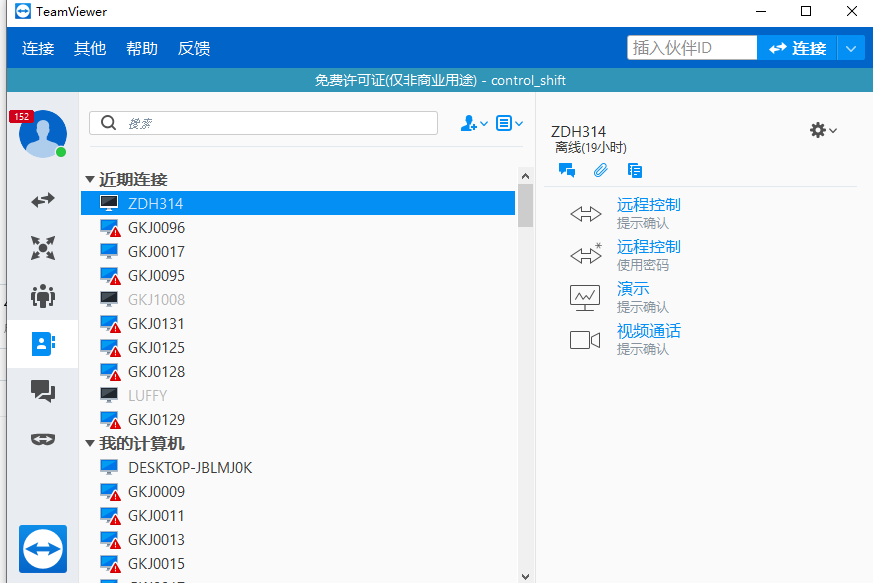 TeamViewer
连接 其他 帮助 反馈
插入伙伴ID 连接
免费许可证(仅非商业用途) - control_shift
152
搜索
近期连接
ZDH314
GKJ0096
GKJ0017
GKJ0095
GKJ1008
GKJ0131
GKJ0125
GKJ0128
LUFFY
GKJ0129
我的计算机
DESKTOP-JBLMJ0K
GKJ0009
GKJ0011
GKJ0013
GKJ0015
ZDH314
离线(19小时)
远程控制
提示确认
远程控制
使用密码
演示
提示确认
视频通话
提示确认